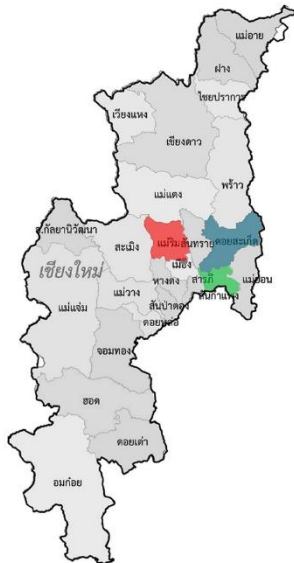 แม่อาย
ฝาง
ไชยปราการ
เวียงแหง
เชียงดาว
พร้าว
แม่แตง
อ.กัลยาณิวัฒนา
สะเมิง
แม่ริม
สันทราย
ดอยสะเก็ด
เมือง
เชียงใหม่
หางดง
สารภี
แม่ออน
แม่แจ่ม
แม่วาง
สันกำแพง
สันป่าตอง
ดอยหล่อ
จอมทอง
ฮอด
ดอยเต่า
อมก๋อย